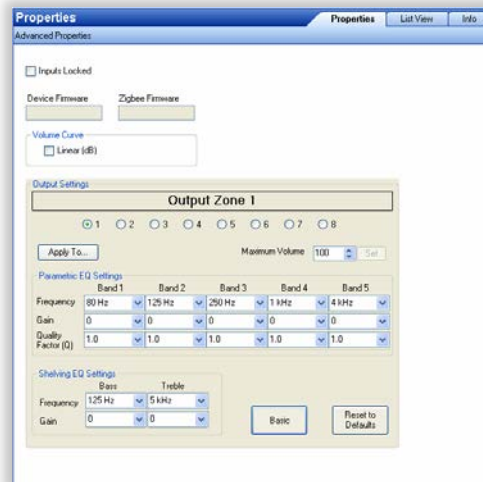 Properties Properties List View Info
Advanced Properties
Inputs Locked
Device Firmware Zigbee Firmware
Volume Curve
Linear (dB)
Output Settings
Output Zone 1
1 2 3 4 5 6 7 8
Apply To... Maximum Volume 100 Set
Parametric EQ Settings
Band 1 Band 2 Band 3 Band 4 Band 5
Frequency 80 Hz 125 Hz 250 Hz 1 kHz 4 kHz
Gain 0 0 0 0 0
Quality Factor (Q) 1.0 1.0 1.0 1.0 1.0
Shelving EQ Settings
Bass Treble
Frequency 125 Hz 5 kHz
Gain 0 0
Basic Reset to Defaults